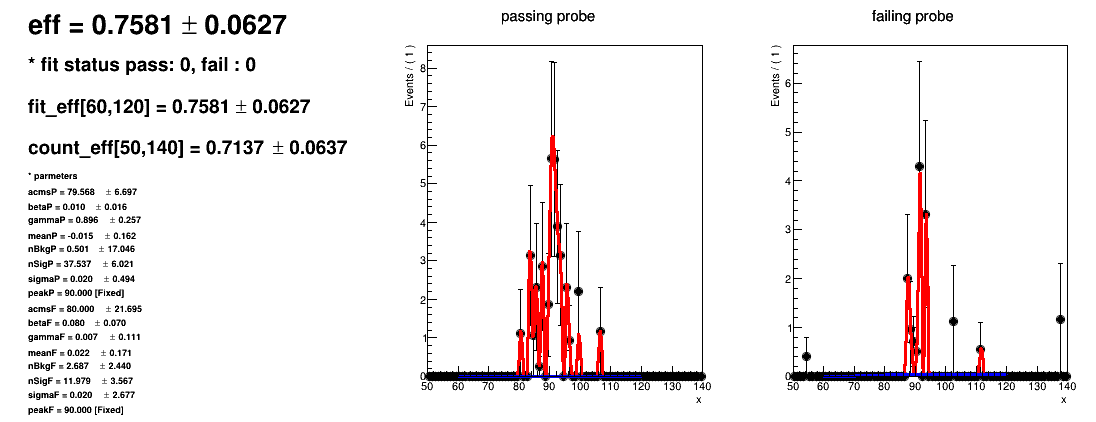 eff = 0.7581 ± 0.0627
* fit status pass: 0, fail : 0
fit_eff[60,120] = 0.7581 ± 0.0627
count_eff[50,140] = 0.7137 ± 0.0637
* parmeters
acmsP = 79.568 ± 6.697
betaP = 0.010 ± 0.016
gammaP = 0.896 ± 0.257
meanP = -0.015 ± 0.162
nBkgP = 0.501 ± 17.046
nSigP = 37.537 ± 6.021
sigmaP = 0.020 ± 0.494
peakP = 90.000 [Fixed]
acmsF = 80.000 ± 21.695
betaF = 0.080 ± 0.070
gammaF = 0.007 ± 0.111
meanF = 0.022 ± 0.171
nBkgF = 2.687 ± 2.440
nSigF = 11.979 ± 3.567
sigmaF = 0.020 ± 2.677
peakF = 90.000 [Fixed]
passing probe
Events / ( 1 )
8
7
6
5
4
3
2
1
0
50 60 70 80 90 100 110 120 130 140
x
failing probe
Events / ( 1 )
6
5
4
3
2
1
0
50 60 70 80 90 100 110 120 130 140
x